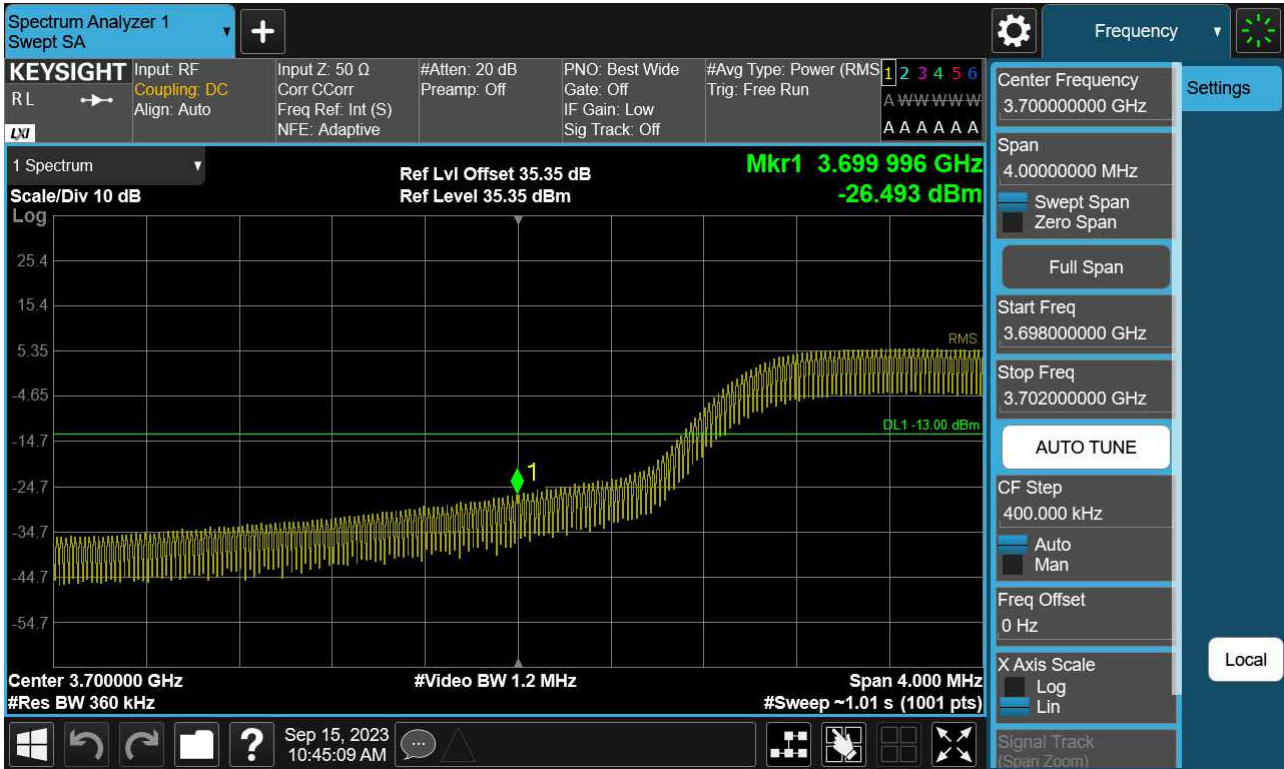 Spectrum Analyzer 1
Swept SA
+
Frequency
KEYSIGHT
R L
LXI
Input: RF
Coupling: DC
Align: Auto
Input Z: 50 Ω
Corr CCorr
Freq Ref: Int (S)
NFE: Adaptive
#Atten: 20 dB
Preamp: Off
PNO: Best Wide
Gate: Off
IF Gain: Low
Sig Track: Off
#Avg Type: Power (RMS
Trig: Free Run
1 2 3 4 5 6
A W W W W W
A A A A A A
1 Spectrum
Scale/Div 10 dB
Log
Ref Lvl Offset 35.35 dB
Ref Level 35.35 dBm
Mkr1 3.699 996 GHz
-26.493 dBm
25.4
15.4
5.35
-4.65
-14.7
-24.7
-34.7
-44.7
-54.7
RMS
DL1 -13.00 dBm
1
Center 3.700000 GHz
#Res BW 360 kHz
#Video BW 1.2 MHz
Span 4.000 MHz
#Sweep ~1.01 s (1001 pts)
Center Frequency
3.700000000 GHz
Settings
Span
4.00000000 MHz
Swept Span
Zero Span
Full Span
Start Freq
3.698000000 GHz
Stop Freq
3.702000000 GHz
AUTO TUNE
CF Step
400.000 kHz
Auto
Man
Freq Offset
0 Hz
X Axis Scale
Log
Lin
Local
Signal Track
(Span Zoom)
?
Sep 15, 2023
10:45:09 AM